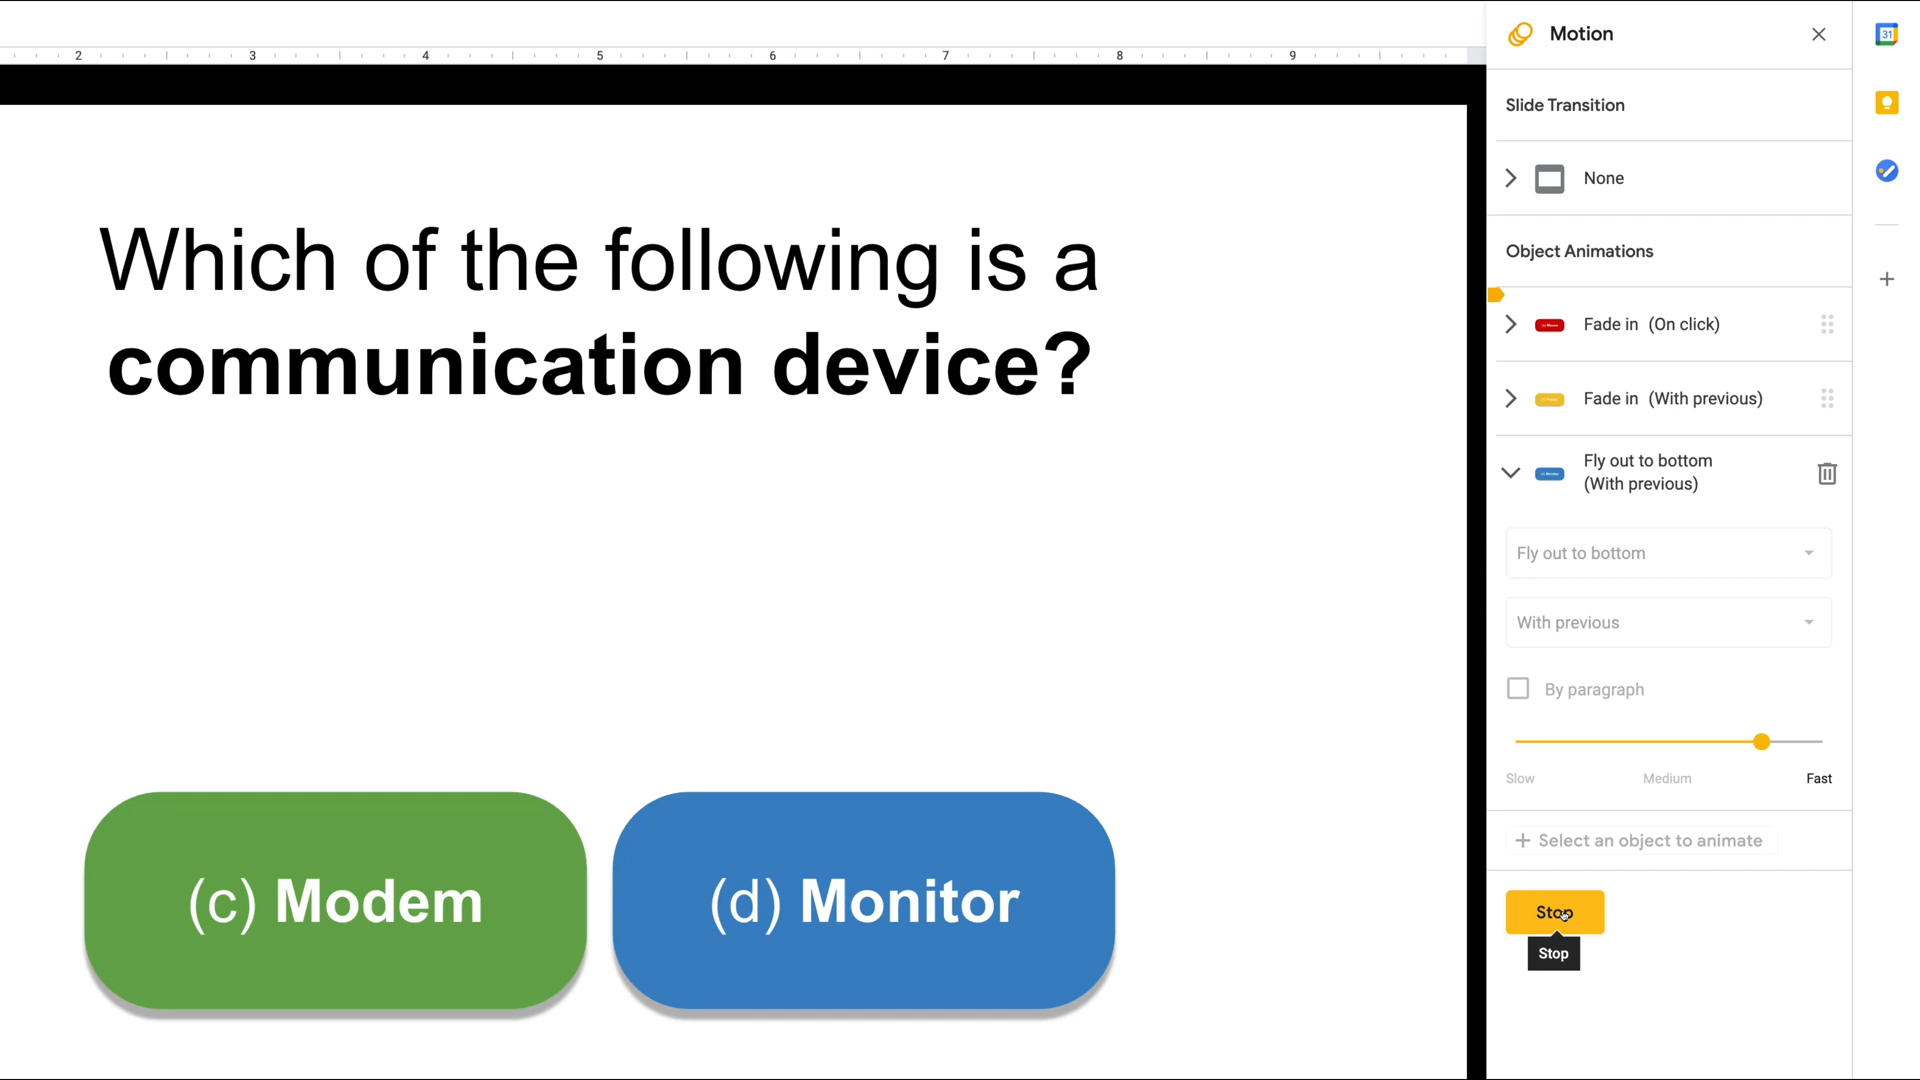 Motion
31
2 3 4 5 6 7 8 9
Slide Transition
None
Object Animations
Fade in (On click)
Fade in (With previous)
Fly out to bottom
(With previous)
Fly out to bottom
With previous
By paragraph
Slow Medium Fast
+ Select an object to animate
Stop
Stop
Which of the following is a
communication device?
(c) Modem
(d) Monitor